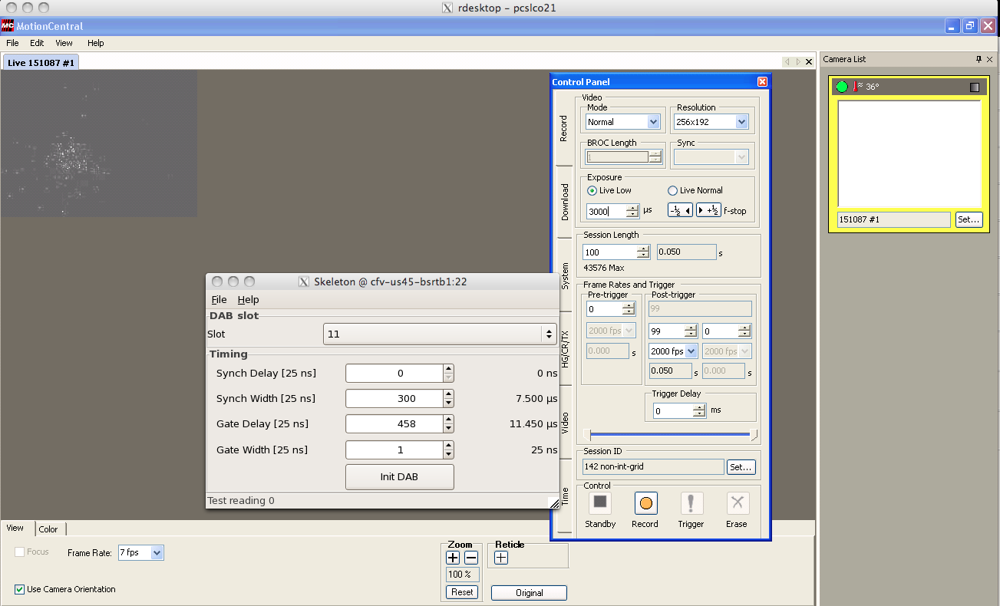 rdesktop - pcslco21
MC MotionCentral
File Edit View Help
Live 151087 #1
Camera List
36°
151087 #1 Set...
Control Panel
Record
Download
System
HG/CR/TX
Video
Time
Video
Mode
Normal
Resolution
256x192
BROC Length
1
Sync
Exposure
Live Low Live Normal
3000 µs -½ +½ f-stop
Session Length
100 0.050 s
43576 Max
Frame Rates and Trigger
Pre-trigger
0
2000 fps
0.000 s
Post-trigger
99
99 0
2000 fps 2000 fps
0.050 s 0.000 s
Trigger Delay
0 ms
Session ID
142 non-int-grid Set...
Control
Standby Record Trigger Erase
Skeleton @ cfv-us45-bsrtb1:22
File Help
DAB slot
Slot 11
Timing
Synch Delay [25 ns] 0 0 ns
Synch Width [25 ns] 300 7.500 µs
Gate Delay [25 ns] 458 11.450 µs
Gate Width [25 ns] 1 25 ns
Init DAB
Test reading 0
View Color
Focus Frame Rate: 7 fps
Use Camera Orientation
Zoom
100 %
Reset
Reticle
Original